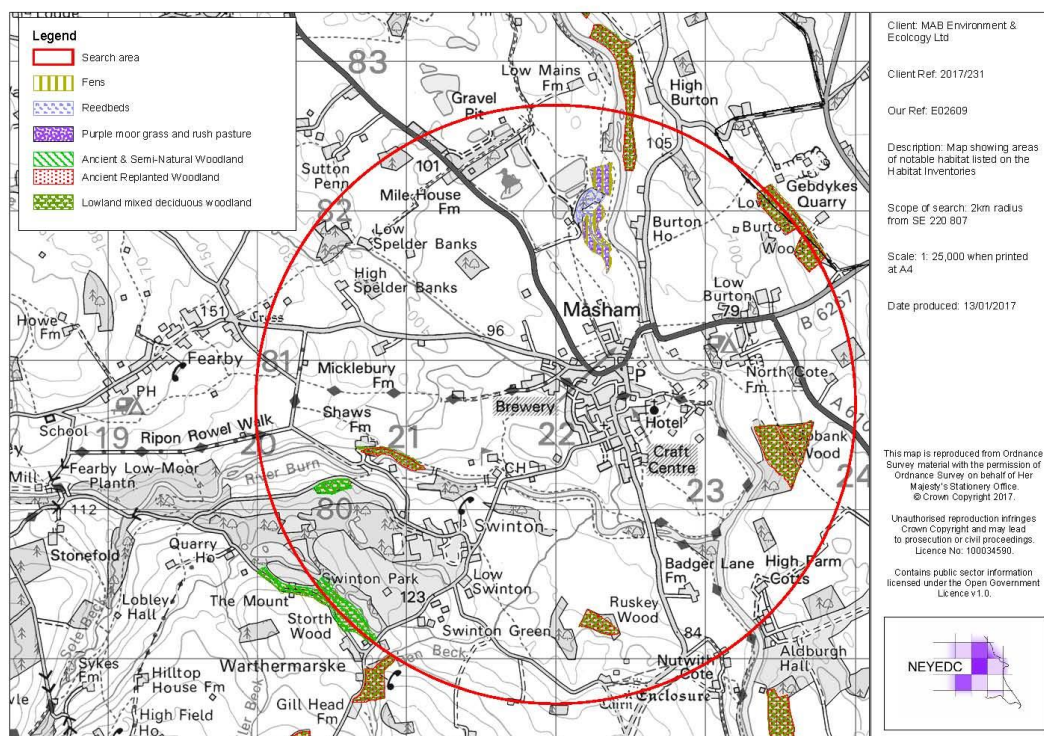 Legend
Search area
Fens
Reedbeds
Purple moor grass and rush pasture
Ancient & Semi-Natural Woodland
Ancient Replanted Woodland
Lowland mixed deciduous woodland
83
Low Mains
Fm
High
Burton
Gravel
Pit
105
Sutton
Penn
101
Mile House
Fm
Gebdykes
Quarry
82
Low
Spelder Banks
Burton
Ho
High
Spelder Banks
Low
Burton
79
B 6251
151
Cross
96
Masham
Howe
Fm
Fearby
81
Micklebury
Fm
North Cote
Fm
P
PH
A 61
School
19
Ripon Rowel Walk
20
Shaws
Fm
21
Brewery
22
Hotel
Craft
Centre
23
24
Wood
Mill
Fearby Low-Moor
Plantn
River Burn
CH
80
112
Swinton
Stonefold
Quarry
Ho
Swinton Park
123
Low
Swinton
Badger Lane
Fm
High Farm
Cotts
Lobley
Hall
The Mount
Storth
Wood
Ruskey
Wood
Swinton Green
84
Sole Beck
Sykes
Fm
Hilltop
House Fm
Warthermarske
Nutwith
Cote
Aldburgh
Hall
Cairn
Enclosure
High Field
Ho
Gill Head
Fm
Client: MAB Environment &
Ecolcogy Ltd
Client Ref: 2017/231
Our Ref: E02609
Description: Map showing areas
of notable habitat listed on the
Habitat Inventories
Scope of search: 2km radius
from SE 220 807
Scale: 1: 25,000 when printed
at A4
Date produced: 13/01/2017
This map is reproduced from Ordnance
Survey material with the permission of
Ordnance Survey on behalf of Her
Majesty's Stationery Office.
© Crown Copyright 2017.
Unauthorised reproduction infringes
Crown Copyright and may lead
to prosecution or civil proceedings.
Licence No: 100034590.
Contains public sector information
licensed under the Open Government
Licence v1.0.
NEYEDC